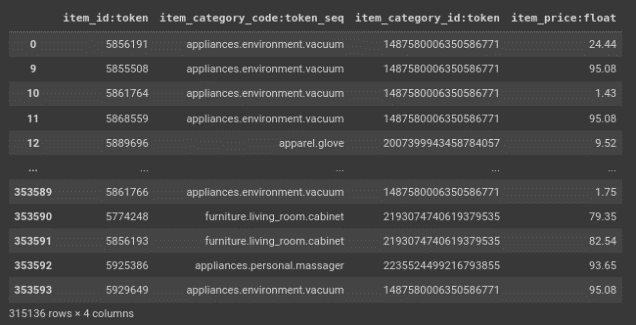 item_id:token item_category_code:token_seq item_category_id:token item_price:float
0 5856191 appliances.environment.vacuum 1487580006350586771 24.44
9 5855508 appliances.environment.vacuum 1487580006350586771 95.08
10 5861764 appliances.environment.vacuum 1487580006350586771 1.43
11 5868559 appliances.environment.vacuum 1487580006350586771 95.08
12 5889696 apparel.glove 2007399943458784057 9.52
... ... ... ... ...
353589 5861766 appliances.environment.vacuum 1487580006350586771 1.75
353590 5774248 furniture.living_room.cabinet 2193074740619379535 79.35
353591 5856193 furniture.living_room.cabinet 2193074740619379535 82.54
353592 5925386 appliances.personal.massager 2235524499216793855 93.65
353593 5929649 appliances.environment.vacuum 1487580006350586771 95.08
315136 rows × 4 columns